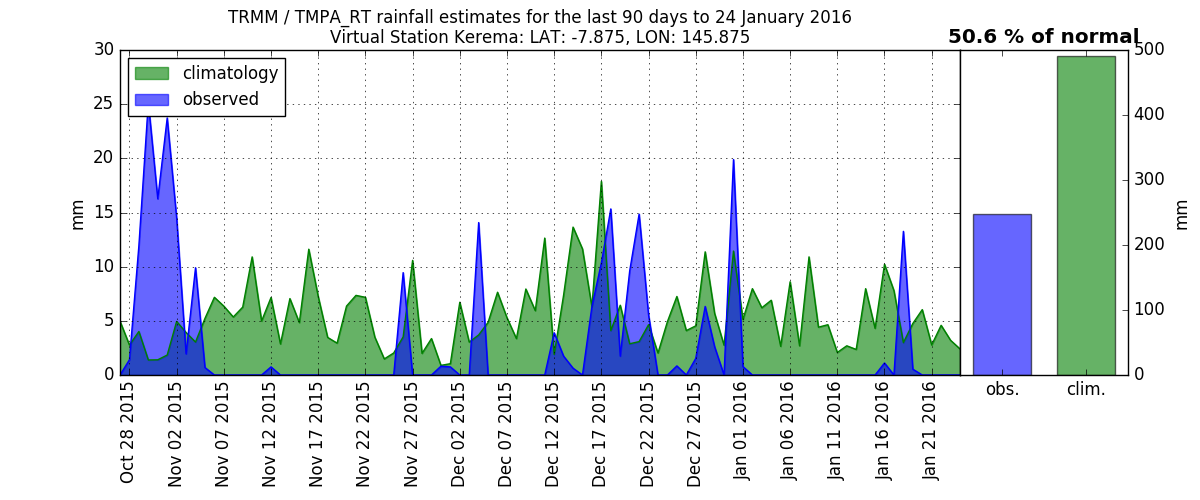 TRMM / TMPA_RT rainfall estimates for the last 90 days to 24 January 2016
Virtual Station Kerema: LAT: -7.875, LON: 145.875
50.6 % of normal
climatology
observed
30
25
20
15
10
5
0
mm
Oct 28 2015
Nov 02 2015
Nov 07 2015
Nov 12 2015
Nov 17 2015
Nov 22 2015
Nov 27 2015
Dec 02 2015
Dec 07 2015
Dec 12 2015
Dec 17 2015
Dec 22 2015
Dec 27 2015
Jan 01 2016
Jan 06 2016
Jan 11 2016
Jan 16 2016
Jan 21 2016
500
400
300
200
100
0
mm
obs.
clim.